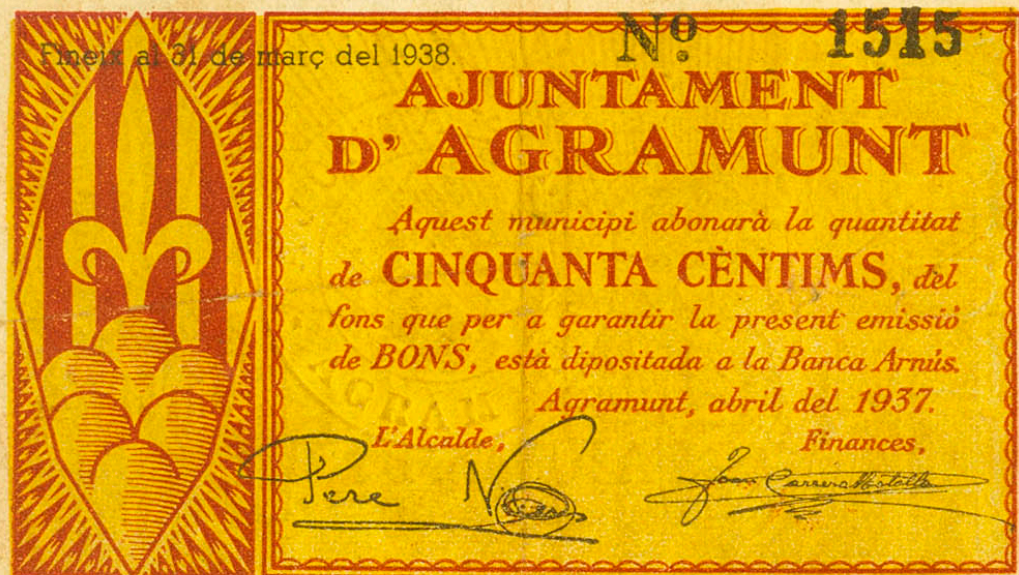 Fineix al 31 de març del 1938.
Nº 1515
AJUNTAMENT
D' AGRAMUNT
Aquest municipi abonarà la quantitat
de CINQUANTA CÈNTIMS, del
fons que per a garantir la present emissió
de BONS, està dipositada a la Banca Arnús.
Agramunt, abril del 1937.
L'Alcalde, Finances,
Pere